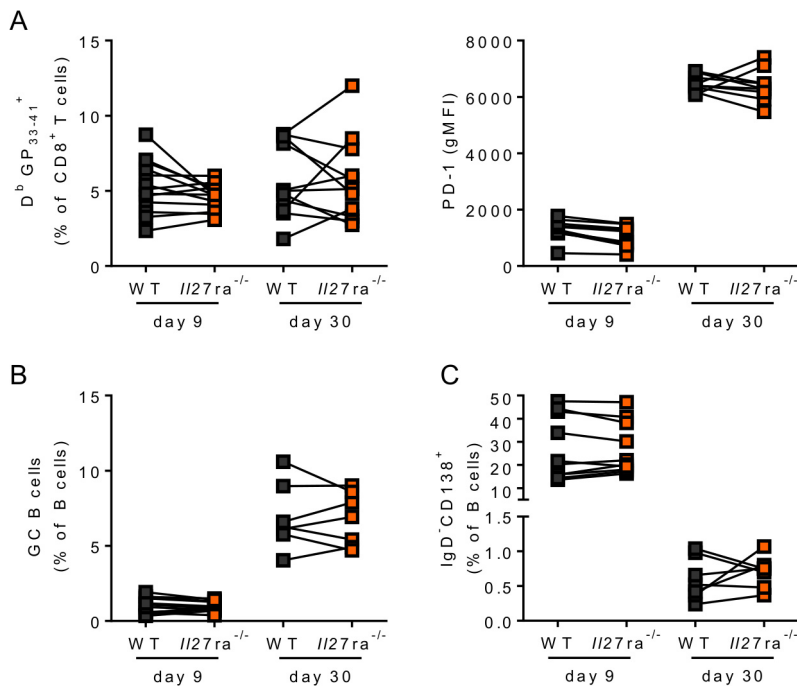 A
D^b GP_33-41^+
(% of CD8^+ T cells)
15
10
5
0
WT Il27ra^-/- WT Il27ra^-/-
day 9 day 30
PD-1 (gMFI)
8000
6000
4000
2000
0
WT Il27ra^-/- WT Il27ra^-/-
day 9 day 30
B
GC B cells
(% of B cells)
15
10
5
0
WT Il27ra^-/- WT Il27ra^-/-
day 9 day 30
C
IgD^-CD138^+
(% of B cells)
50
40
30
20
10
1.5
1.0
0.5
0.0
WT Il27ra^-/- WT Il27ra^-/-
day 9 day 30